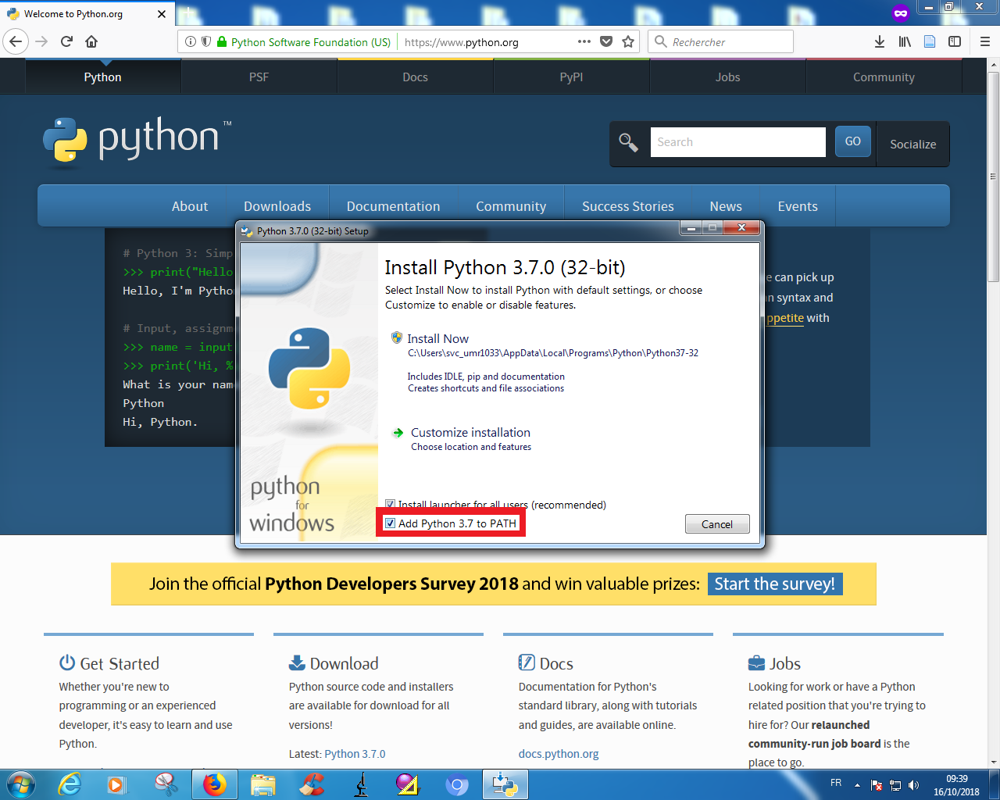 Welcome to Python.org
Python Software Foundation (US)
https://www.python.org
Rechercher
Python
PSF
Docs
PyPI
Jobs
Community
python™
Search
GO
Socialize
About
Downloads
Documentation
Community
Success Stories
News
Events
# Python 3: Simp
>>> print("Hello
Hello, I'm Pytho
# Input, assignm
>>> name = input
>>> print('Hi, %
What is your nam
Python
Hi, Python.
e can pick up
n syntax and
ppetite with
Python 3.7.0 (32-bit) Setup
Install Python 3.7.0 (32-bit)
Select Install Now to install Python with default settings, or choose
Customize to enable or disable features.
Install Now
C:\Users\svc_umr1033\AppData\Local\Programs\Python\Python37-32
Includes IDLE, pip and documentation
Creates shortcuts and file associations
Customize installation
Choose location and features
python
for
windows
Install launcher for all users (recommended)
Add Python 3.7 to PATH
Cancel
Join the official Python Developers Survey 2018 and win valuable prizes: Start the survey!
Get Started
Whether you're new to
programming or an experienced
developer, it's easy to learn and use
Python.
Download
Python source code and installers
are available for download for all
versions!
Latest: Python 3.7.0
Docs
Documentation for Python's
standard library, along with tutorials
and guides, are available online.
docs.python.org
Jobs
Looking for work or have a Python
related position that you're trying to
hire for? Our relaunched
community-run job board is the
place to go.
FR
09:39
16/10/2018